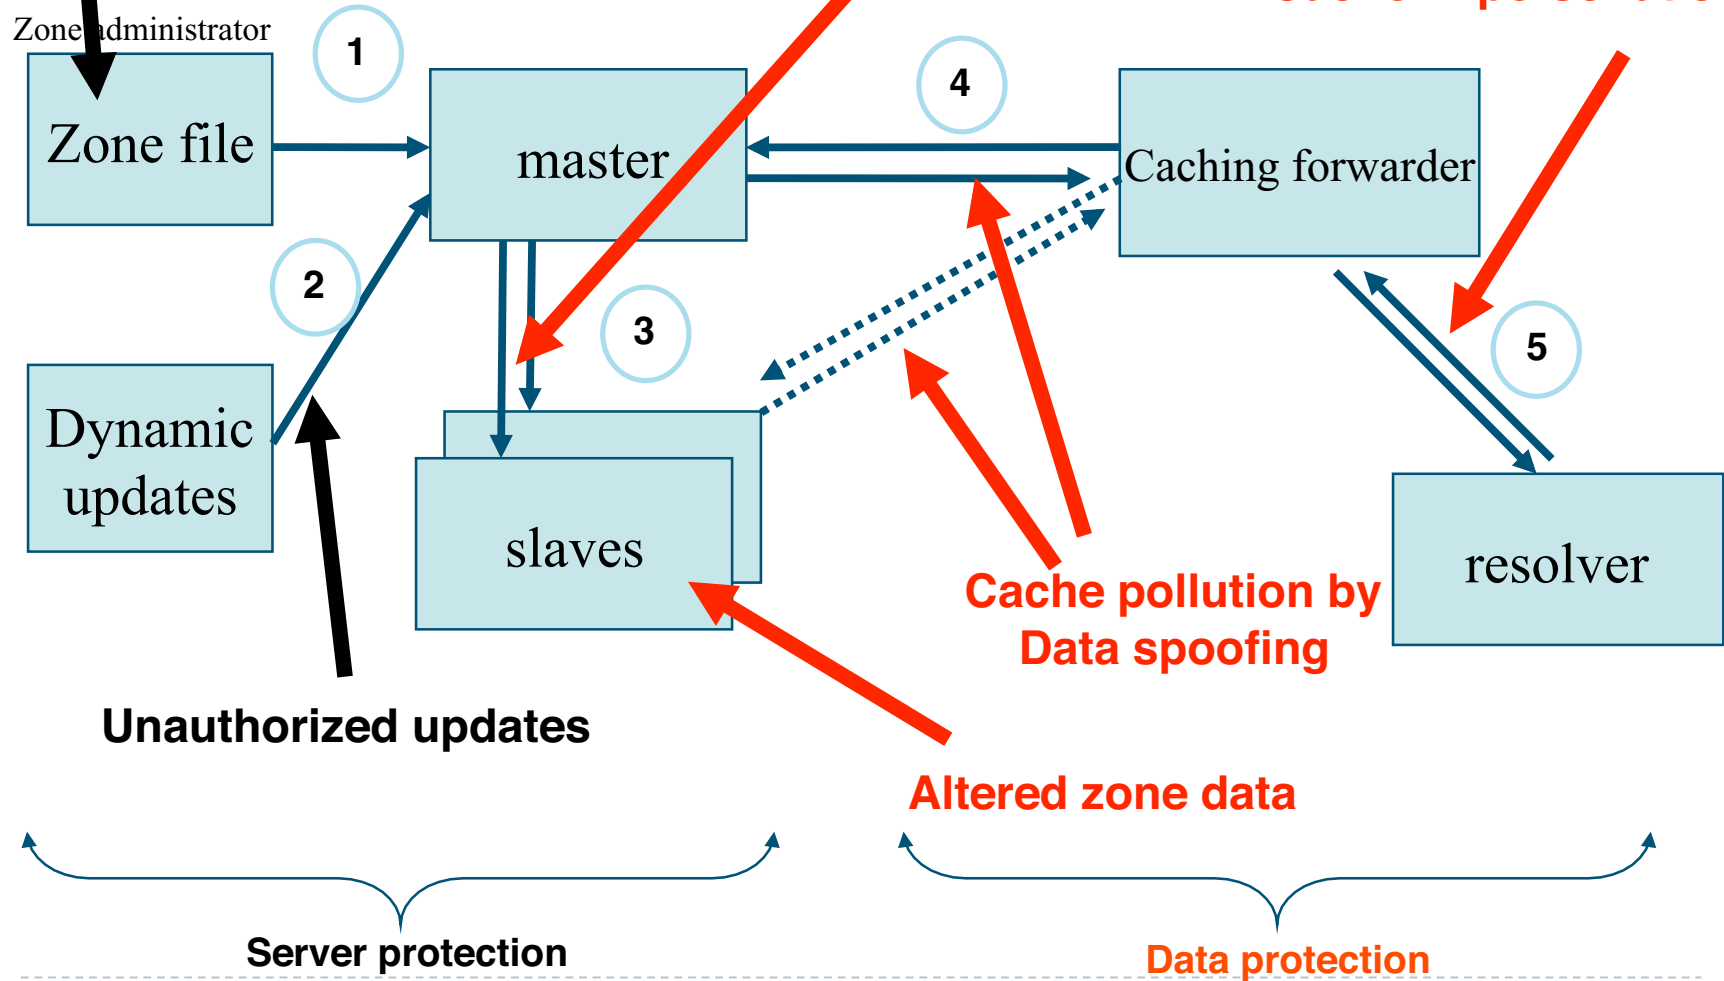 Zone administrator
1
4
Zone file
master
Caching forwarder
2
3
5
Dynamic
updates
slaves
resolver
Cache pollution by
Data spoofing
Unauthorized updates
Altered zone data
Server protection
Data protection